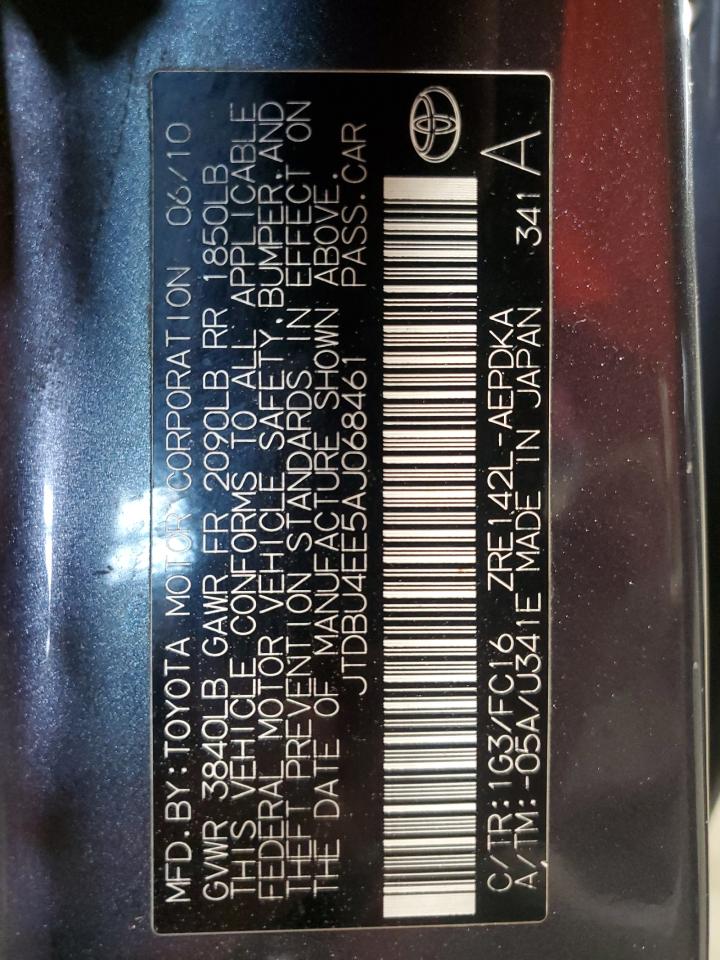 MFD.BY:TOYOTA MOTOR CORPORATION 06/10
GVWR 3840LB GAWR FR 2090LB RR 1850LB
THIS VEHICLE CONFORMS TO ALL APPLICABLE
FEDERAL MOTOR VEHICLE SAFETY,BUMPER,AND
THEFT PREVENTION STANDARDS IN EFFECT ON
THE DATE OF MANUFACTURE SHOWN ABOVE.
JTDBU4EE5AJ068461 PASS.CAR
C/TR:1G3/FC16 ZRE142L-AEPDKA
A/TM:-05A/U341E MADE IN JAPAN 341 A